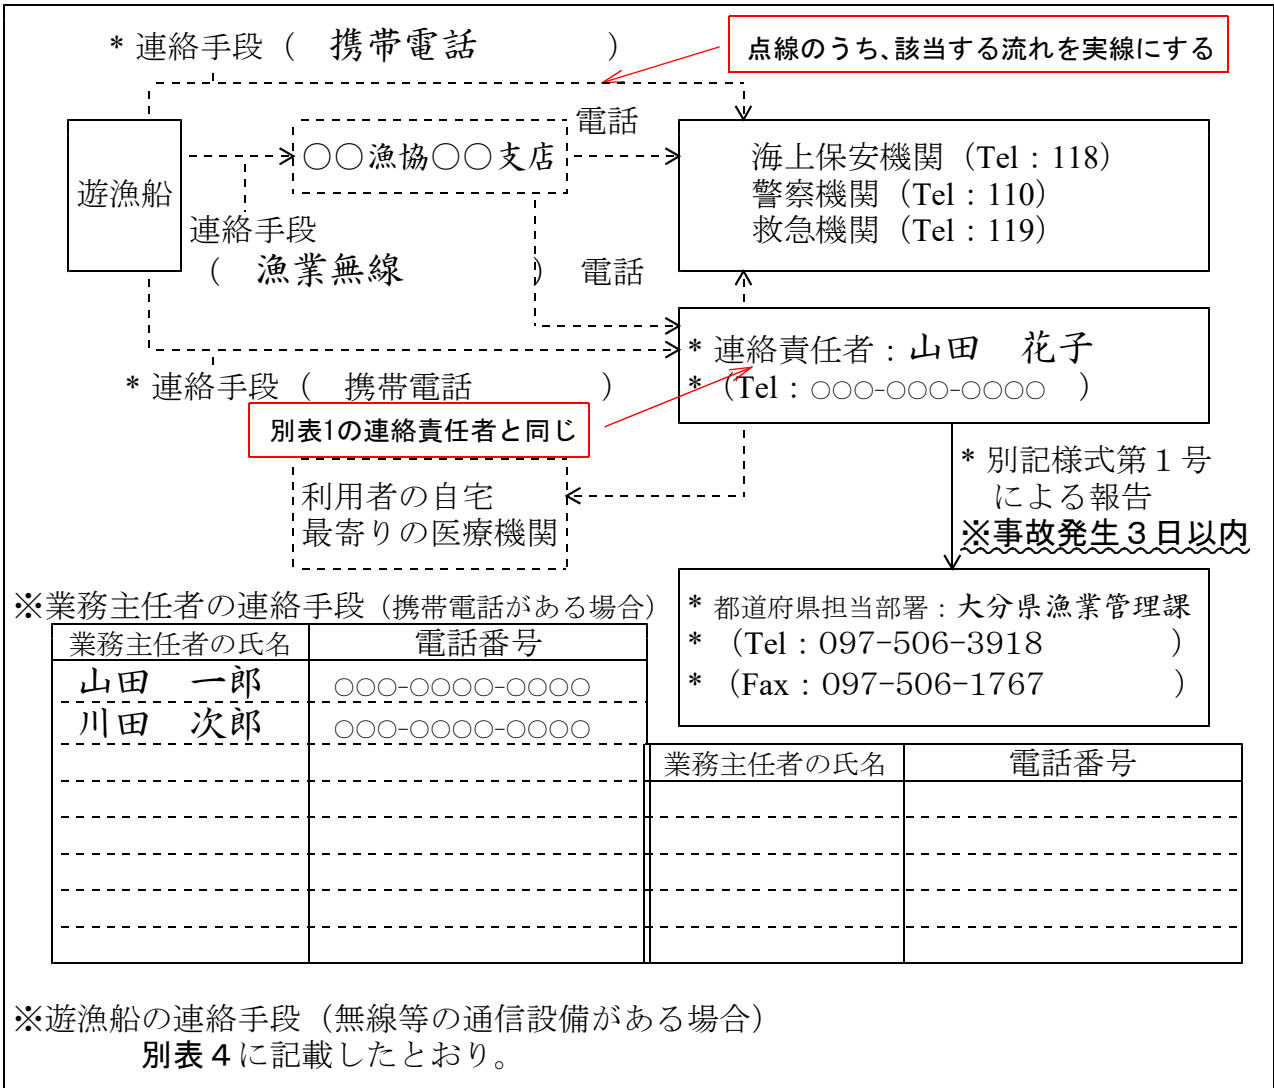 * 連絡手段（　携帯電話　　　　）
点線のうち、該当する流れを実線にする
電話
遊漁船
〇〇漁協〇〇支店
海上保安機関（Tel：118）
警察機関（Tel：110）
救急機関（Tel：119）
連絡手段
（　漁業無線　　　　）
電話
* 連絡責任者：山田　花子
*（Tel：○○○-○○○-○○○○　）
* 連絡手段（　携帯電話　　　　）
別表1の連絡責任者と同じ
* 別記様式第１号
による報告
※事故発生３日以内
利用者の自宅
最寄りの医療機関
* 都道府県担当部署：大分県漁業管理課
*（Tel：097-506-3918　　　　）
*（Fax：097-506-1767　　　　）
※業務主任者の連絡手段（携帯電話がある場合）
業務主任者の氏名　電話番号
山田　一郎　○○○-○○○○-○○○○
川田　次郎　○○○-○○○○-○○○○
業務主任者の氏名　電話番号
※遊漁船の連絡手段（無線等の通信設備がある場合）
別表４に記載したとおり。